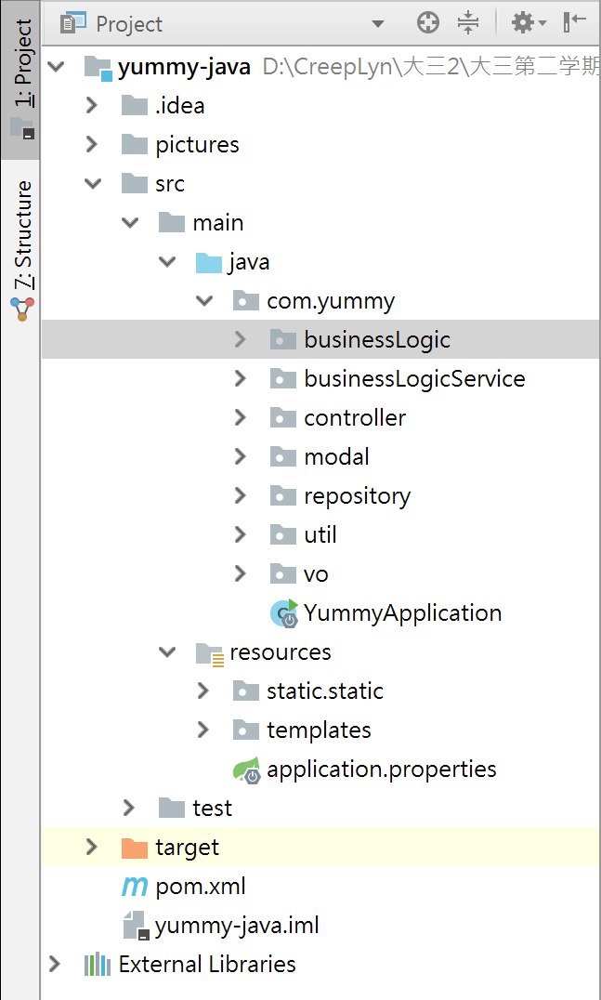 Project
1: Project
7: Structure
yummy-java D:\CreepLyn\大三2\大三第二学期
.idea
pictures
src
main
java
com.yummy
businessLogic
businessLogicService
controller
modal
repository
util
vo
YummyApplication
resources
static.static
templates
application.properties
test
target
pom.xml
yummy-java.iml
External Libraries